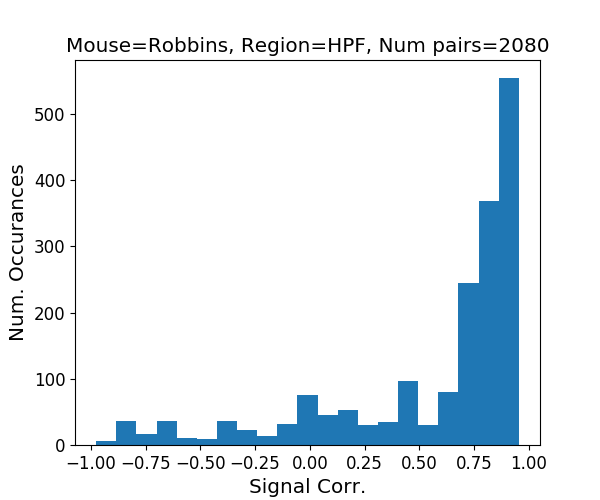 Mouse=Robbins, Region=HPF, Num pairs=2080
Num. Occurances
500
400
300
200
100
0
−1.00 −0.75 −0.50 −0.25 0.00 0.25 0.50 0.75 1.00
Signal Corr.